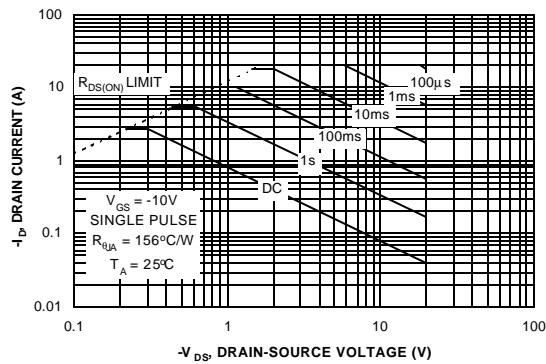 100
10
1
0.1
0.01
-I_D, DRAIN CURRENT (A)
R_DS(ON) LIMIT
100µs
1ms
10ms
100ms
1s
DC
V_GS = -10V
SINGLE PULSE
R_θJA = 156°C/W
T_A = 25°C
0.1
1
10
100
-V_DS, DRAIN-SOURCE VOLTAGE (V)